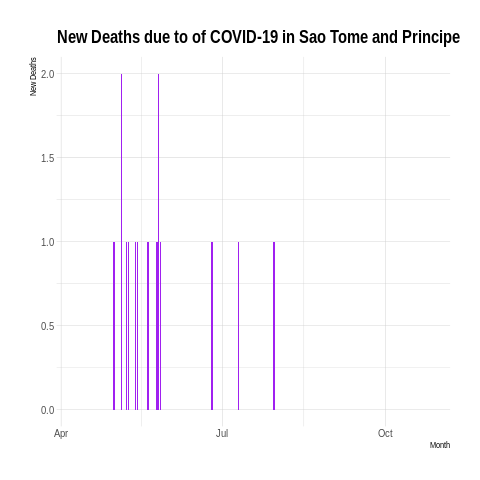 New Deaths due to of COVID-19 in Sao Tome and Principe
New Deaths
2.0
1.5
1.0
0.5
0.0
Apr Jul Oct
Month